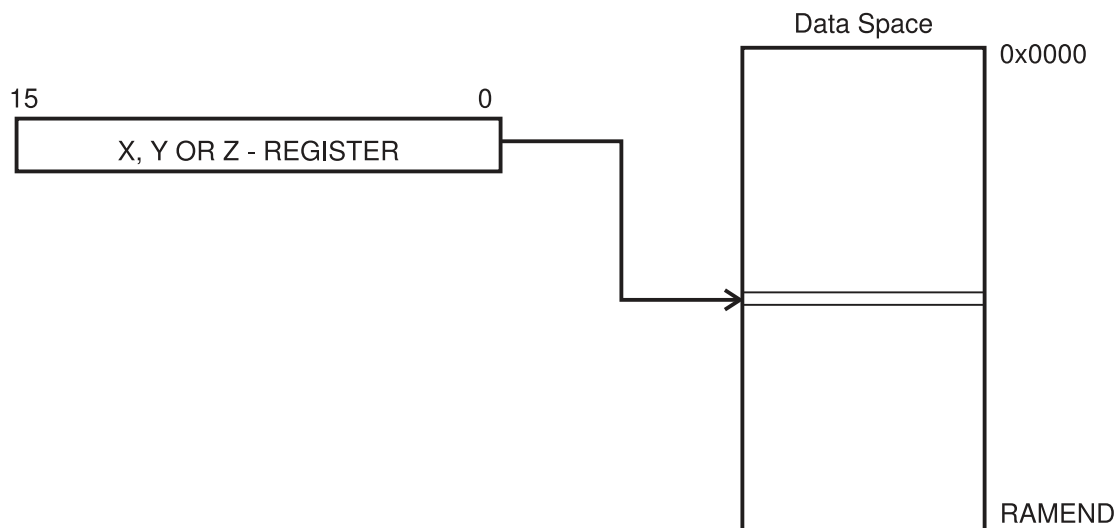 Data Space
0x0000
15 0
X, Y OR Z - REGISTER
RAMEND